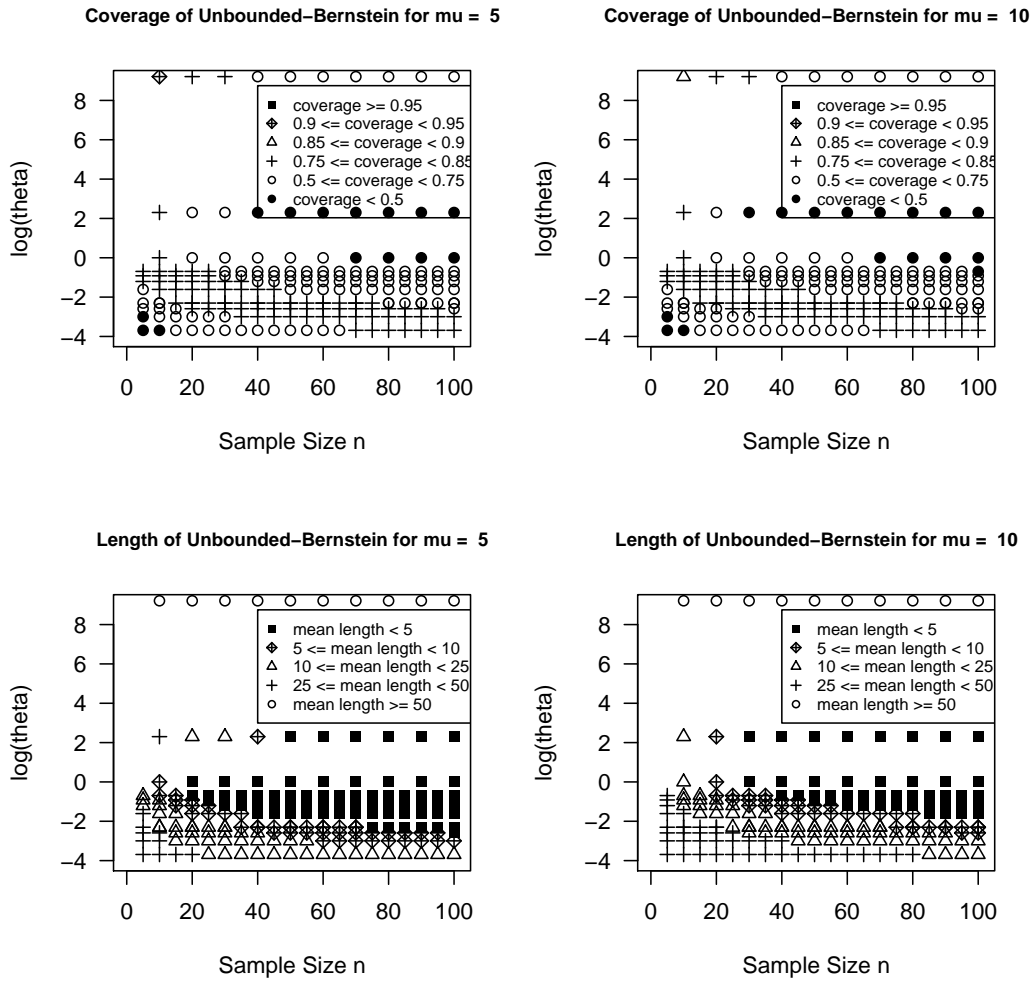 Coverage of Unbounded−Bernstein for mu = 5
log(theta)
8
6
4
2
0
−2
−4
coverage >= 0.95
0.9 <= coverage < 0.95
0.85 <= coverage < 0.9
0.75 <= coverage < 0.85
0.5 <= coverage < 0.75
coverage < 0.5
0 20 40 60 80 100
Sample Size n
Coverage of Unbounded−Bernstein for mu = 10
log(theta)
8
6
4
2
0
−2
−4
coverage >= 0.95
0.9 <= coverage < 0.95
0.85 <= coverage < 0.9
0.75 <= coverage < 0.85
0.5 <= coverage < 0.75
coverage < 0.5
0 20 40 60 80 100
Sample Size n
Length of Unbounded−Bernstein for mu = 5
log(theta)
8
6
4
2
0
−2
−4
mean length < 5
5 <= mean length < 10
10 <= mean length < 25
25 <= mean length < 50
mean length >= 50
0 20 40 60 80 100
Sample Size n
Length of Unbounded−Bernstein for mu = 10
log(theta)
8
6
4
2
0
−2
−4
mean length < 5
5 <= mean length < 10
10 <= mean length < 25
25 <= mean length < 50
mean length >= 50
0 20 40 60 80 100
Sample Size n